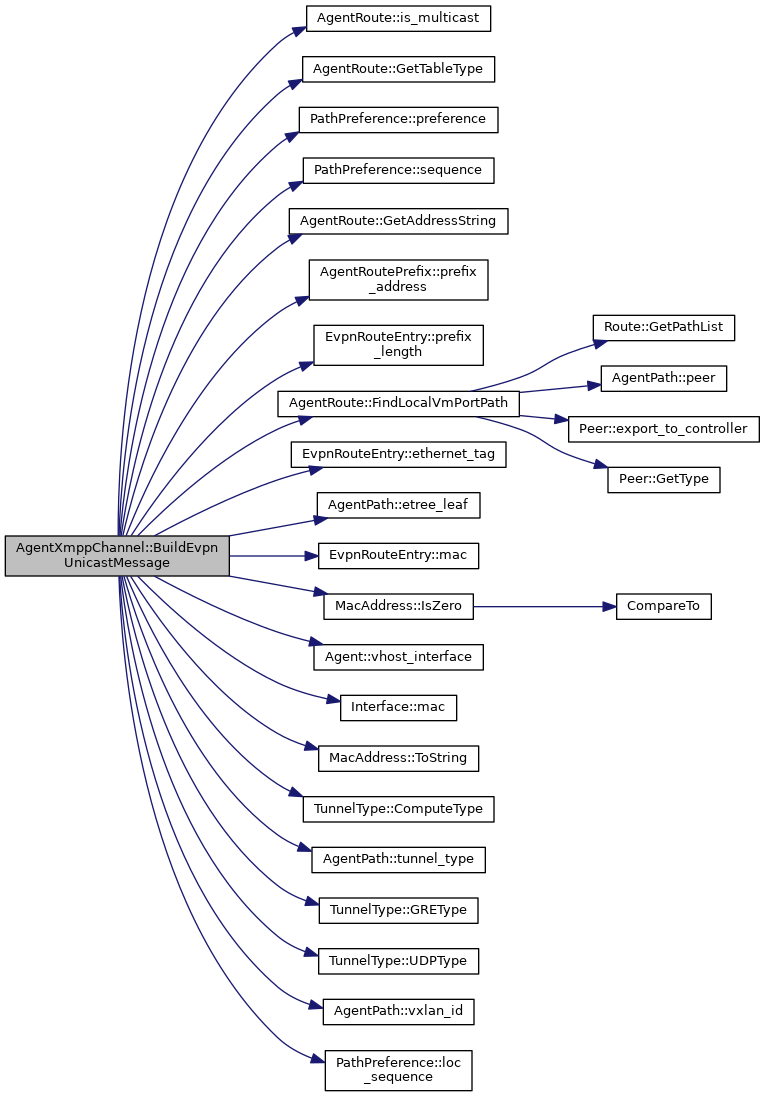 AgentRoute::is_multicast
AgentRoute::GetTableType
PathPreference::preference
PathPreference::sequence
AgentRoute::GetAddressString
AgentRoutePrefix::prefix
_address
EvpnRouteEntry::prefix
_length
AgentRoute::FindLocalVmPortPath
Route::GetPathList
AgentPath::peer
Peer::export_to_controller
Peer::GetType
EvpnRouteEntry::ethernet_tag
AgentPath::etree_leaf
AgentXmppChannel::BuildEvpn
UnicastMessage
EvpnRouteEntry::mac
MacAddress::IsZero
CompareTo
Agent::vhost_interface
Interface::mac
MacAddress::ToString
TunnelType::ComputeType
AgentPath::tunnel_type
TunnelType::GREType
TunnelType::UDPType
AgentPath::vxlan_id
PathPreference::loc
_sequence